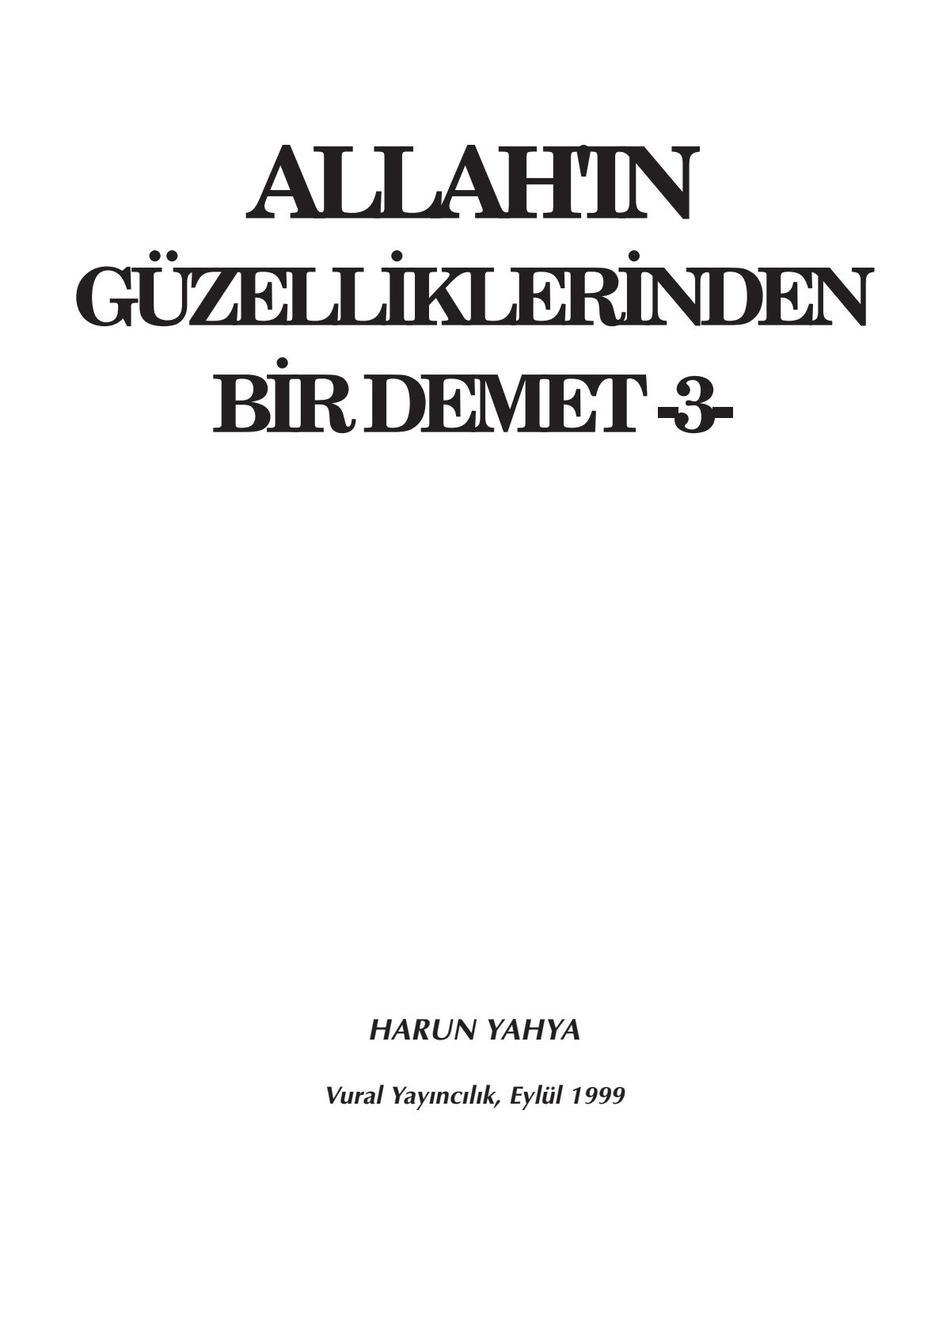 ALLAH'IN
GÜZELLİKLERİNDEN
BİR DEMET -3-
HARUN YAHYA
Vural Yayıncılık, Eylül 1999